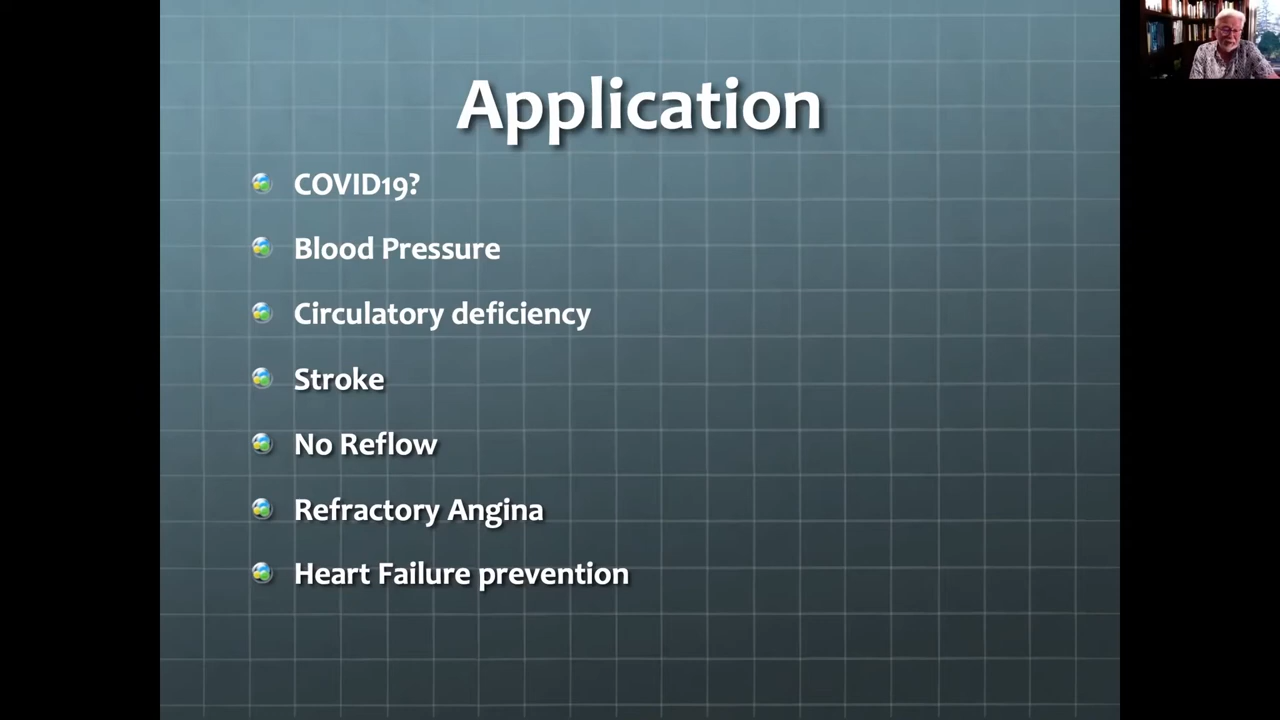 Application
COVID19?
Blood Pressure
Circulatory deficiency
Stroke
No Reflow
Refractory Angina
Heart Failure prevention